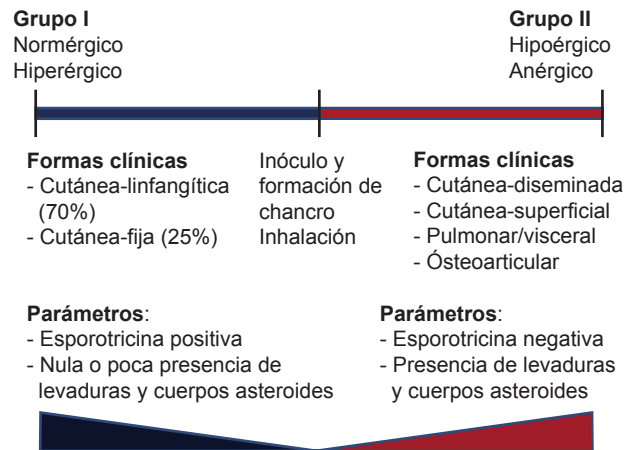 Grupo I
Normérgico
Hiperérgico
Grupo II
Hipoérgico
Anérgico
Formas clínicas
- Cutánea-linfangítica
(70%)
- Cutánea-fija (25%)
Inóculo y
formación de
chancro
Inhalación
Formas clínicas
- Cutánea-diseminada
- Cutánea-superficial
- Pulmonar/visceral
- Ósteoarticular
Parámetros:
- Esporotricina positiva
- Nula o poca presencia de
levaduras y cuerpos asteroides
Parámetros:
- Esporotricina negativa
- Presencia de levaduras
y cuerpos asteroides